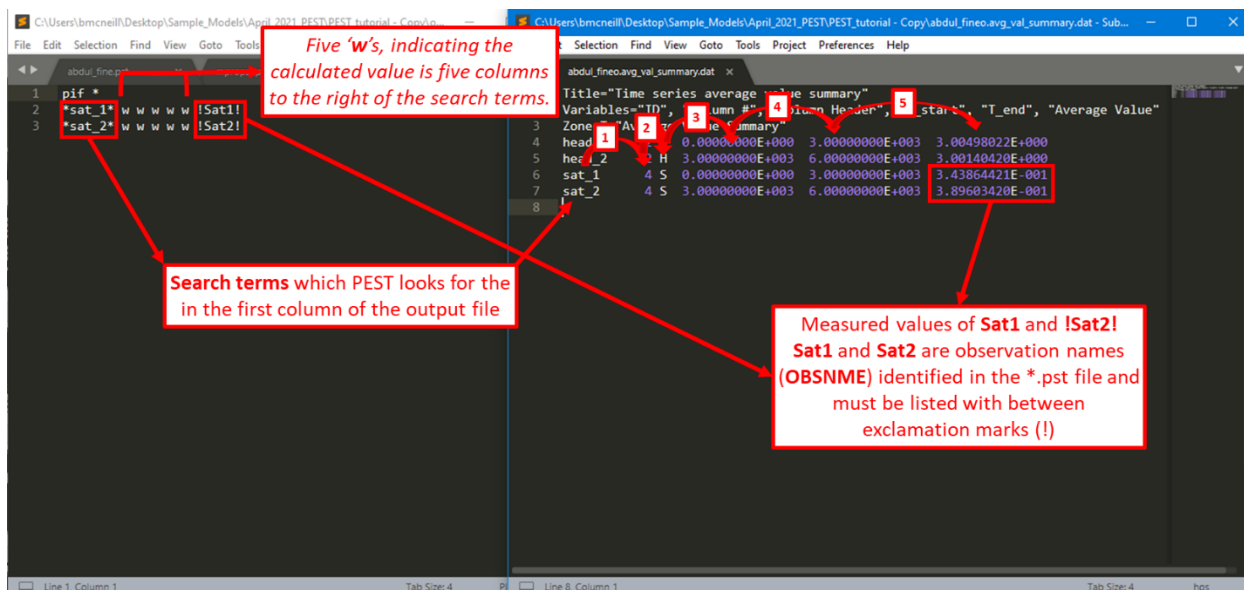 C:\Users\bmcneill\Desktop\Sample_Models\April_2021_PEST\PEST tutorial - Copy\
File Edit Selection Find View Goto Tools
abdul_fine.
1 pif *
2 *sat_1* w w w w w !Sat1!
3 *sat_2* w w w w w !Sat2!
Five 'w's, indicating the
calculated value is five columns
to the right of the search terms.
Search terms which PEST looks for the
in the first column of the output file
Line 1, Column 1 Tab Size: 4
C:\Users\bmcneill\Desktop\Sample_Models\April_2021_PEST\PEST_tutorial - Copy\abdul_fineo.avg_val_summary.dat - Sub...
Selection Find View Goto Tools Project Preferences Help
abdul_fineo.avg_val_summary.dat
Title="Time series average value summary"
Variables="ID", "Column #", "Column Header", "T_start", "T_end", "Average Value"
3 Zone T="Average Value Summary"
4 head 0.00000000E+000 3.00000000E+003 3.00498022E+000
5 head_2 2 H 3.00000000E+003 6.00000000E+003 3.00140420E+000
6 sat_1 4 S 0.00000000E+000 3.00000000E+003 3.43864421E-001
7 sat_2 4 S 3.00000000E+003 6.00000000E+003 3.89603420E-001
8
1 2 3 4 5
Measured values of Sat1 and !Sat2!
Sat1 and Sat2 are observation names
(OBSNME) identified in the *.pst file and
must be listed with between
exclamation marks (!)
Line 8, Column 1 Tab Size: 4 hgs